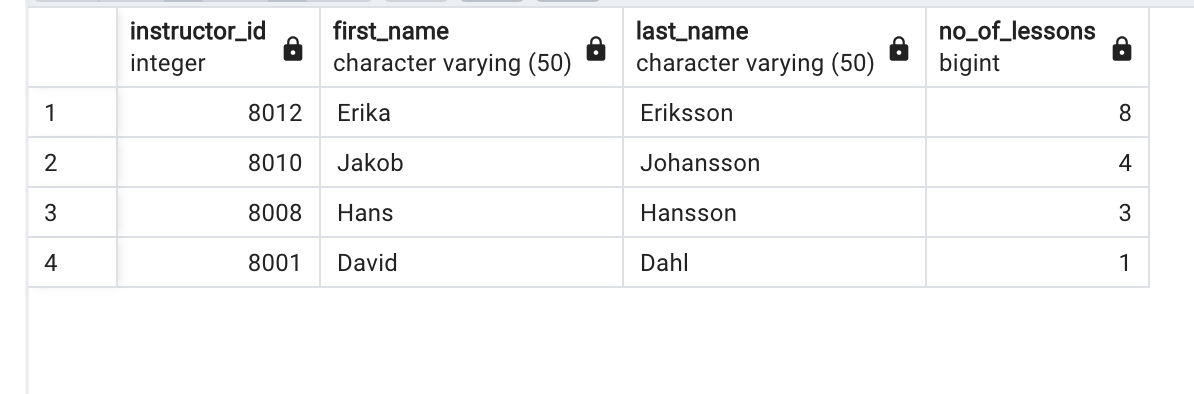 instructor_id first_name last_name no_of_lessons
integer character varying (50) character varying (50) bigint
1 8012 Erika Eriksson 8
2 8010 Jakob Johansson 4
3 8008 Hans Hansson 3
4 8001 David Dahl 1